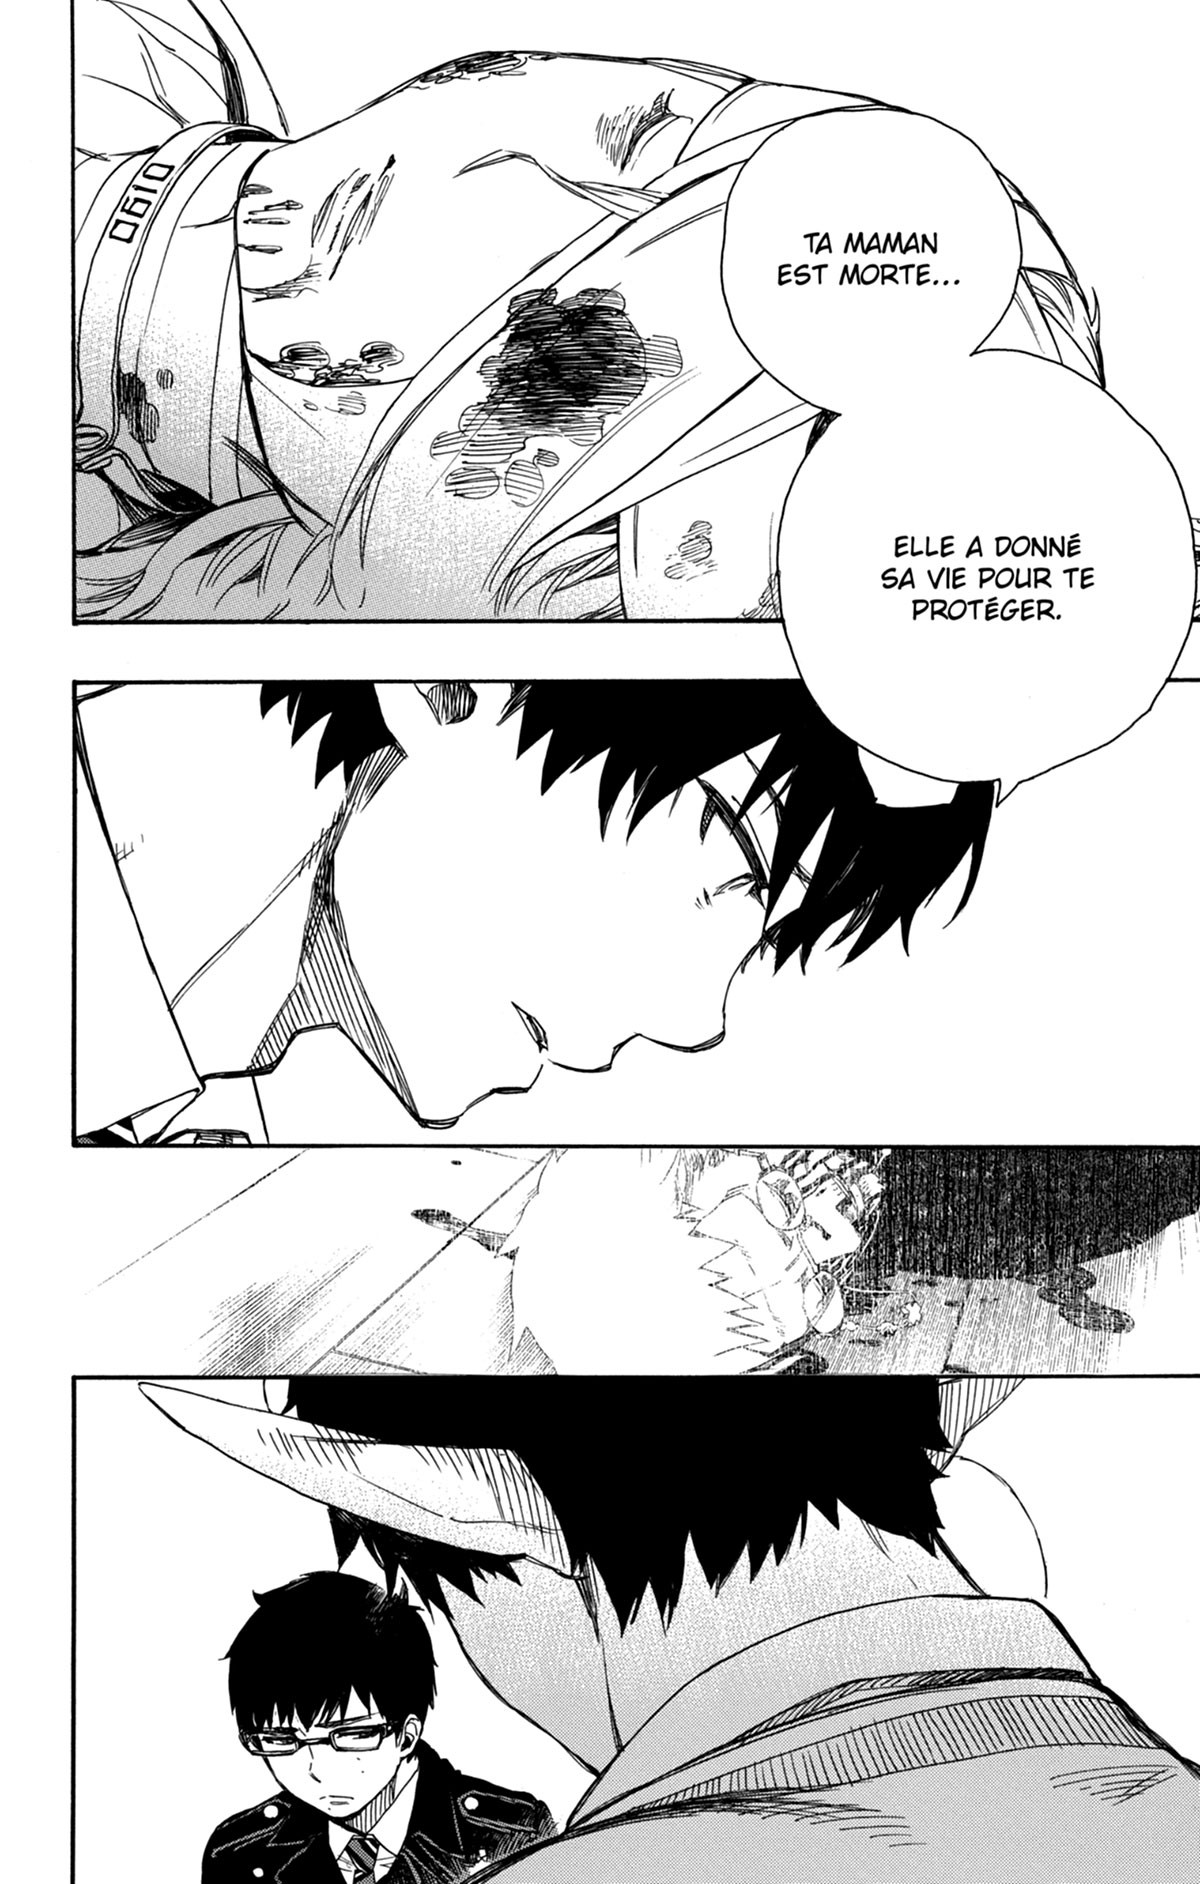 0610
TA MAMAN
EST MORTE...
ELLE A DONNÉ
SA VIE POUR TE
PROTÉGER.